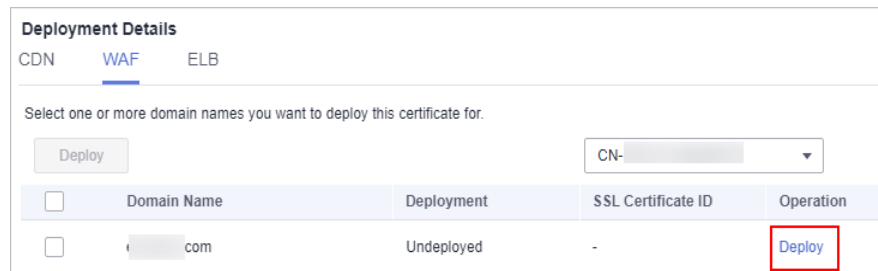 Deployment Details
CDN WAF ELB
Select one or more domain names you want to deploy this certificate for.
Deploy CN-
Domain Name Deployment SSL Certificate ID Operation
com Undeployed - Deploy